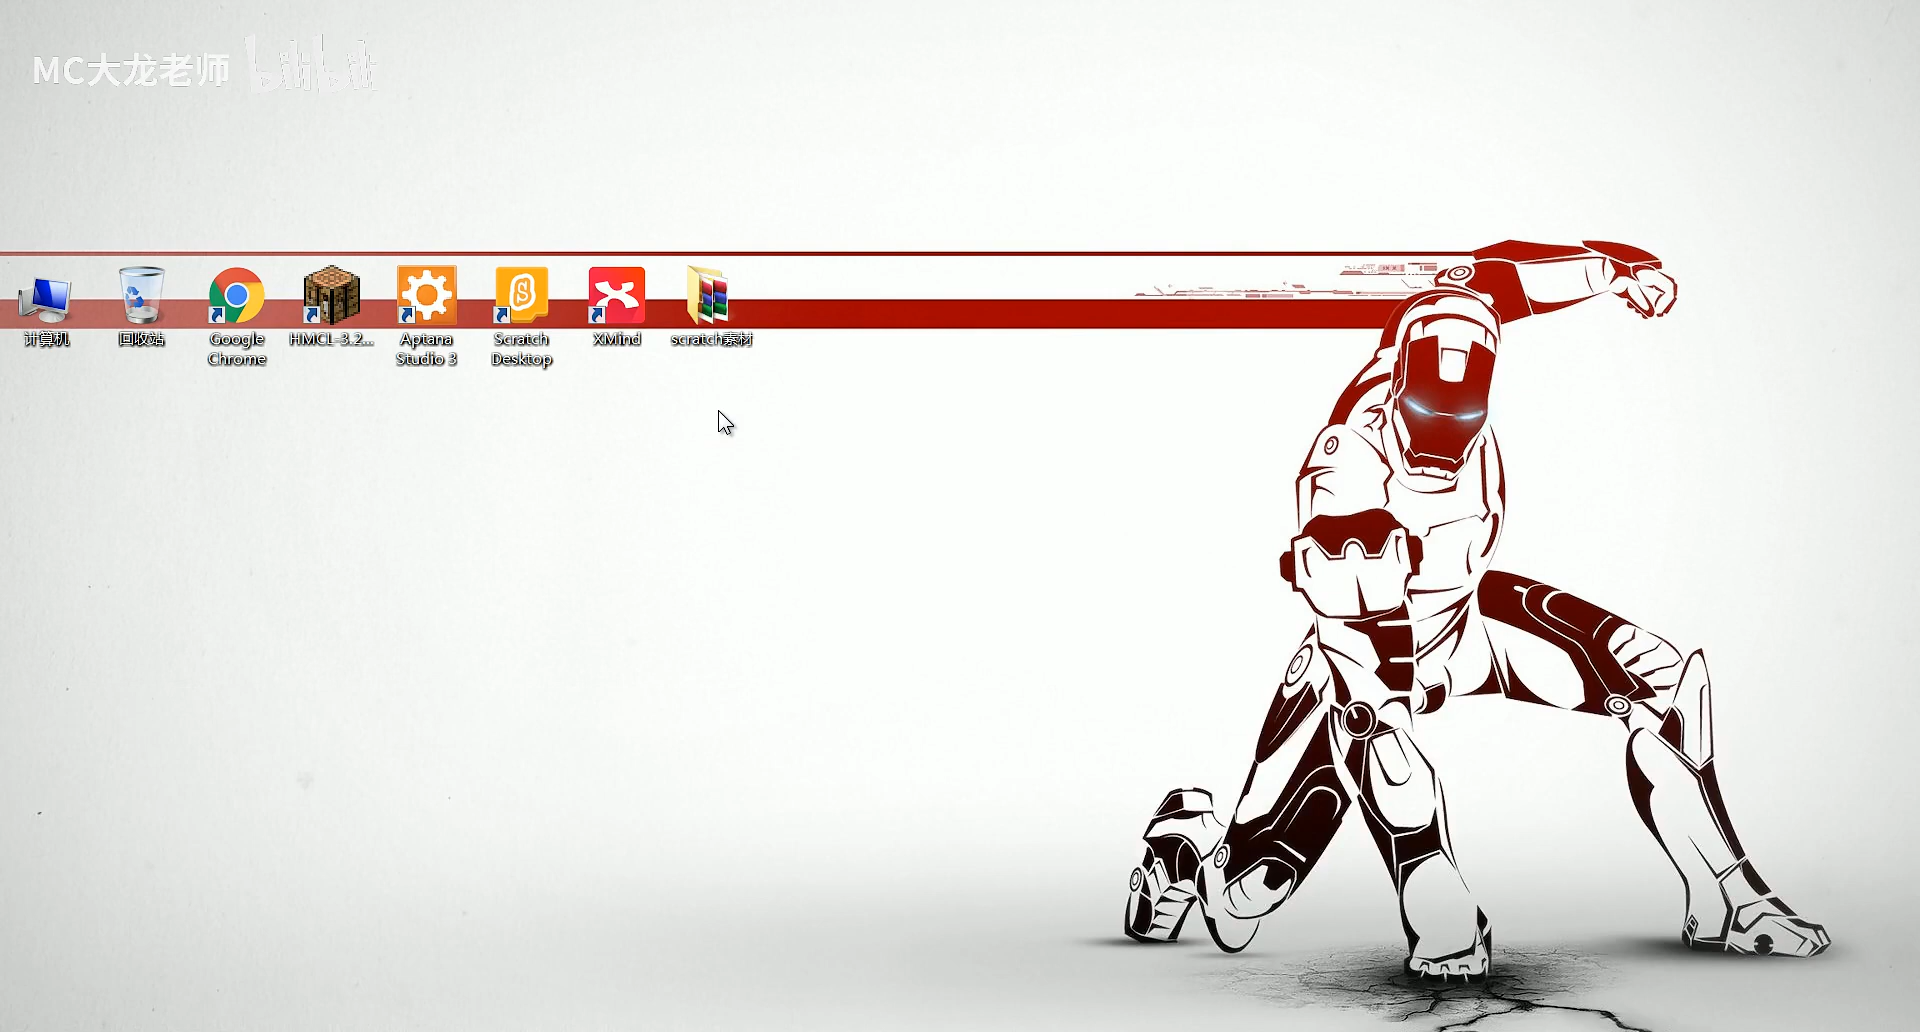 MC大龙老师 bilibili
计算机
回收站
Google
Chrome
HMCL-3.2...
Aptana
Studio 3
Scratch
Desktop
XMind
scratch素材